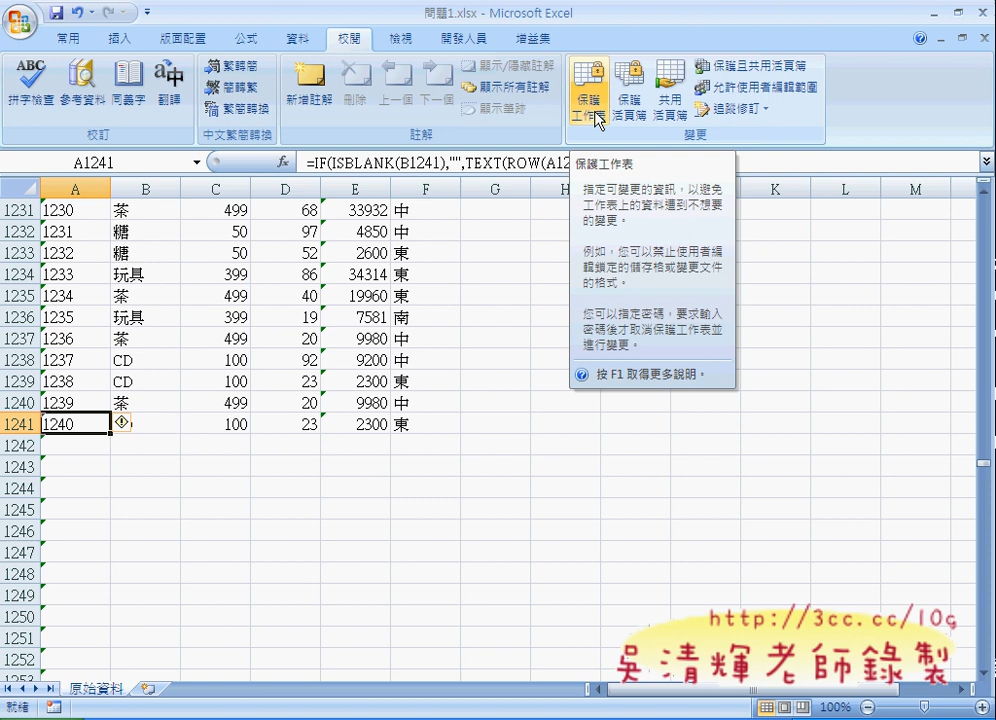 問題1.xlsx - Microsoft Excel
常用 插入 版面配置 公式 資料 校閱 檢視 開發人員 增益集
ABC 拼字檢查 參考資料 同義字 翻譯
繁轉簡
簡轉繁
繁簡轉換
新增註解 刪除 上一個 下一個
顯示/隱藏註解
顯示所有註解
顯示筆跡
保護工作表 保護活頁簿 共用活頁簿
保護且共用活頁簿
允許使用者編輯範圍
追蹤修訂
校訂 中文繁簡轉換 註解 變更
A1241 fx =IF(ISBLANK(B1241),"",TEXT(ROW(A12
A B C D E F G H K L M
1231 1230 茶 499 68 33932 中
1232 1231 糖 50 97 4850 中
1233 1232 糖 50 52 2600 東
1234 1233 玩具 399 86 34314 東
1235 1234 茶 499 40 19960 東
1236 1235 玩具 399 19 7581 南
1237 1236 茶 499 20 9980 中
1238 1237 CD 100 92 9200 中
1239 1238 CD 100 23 2300 東
1240 1239 茶 499 20 9980 中
1241 1240 100 23 2300 東
1242
1243
1244
1245
1246
1247
1248
1249
1250
1251
1252
保護工作表
指定可變更的資訊，以避免
工作表上的資料遭到不想要
的變更。
例如，您可以禁止使用者編
輯鎖定的儲存格或變更文件
的格式。
您可以指定密碼，要求輸入
密碼後才取消保護工作表並
進行變更。
按 F1 取得更多說明。
http://3cc.cc/10g
吳清輝老師錄製
原始資料
就緒 100%